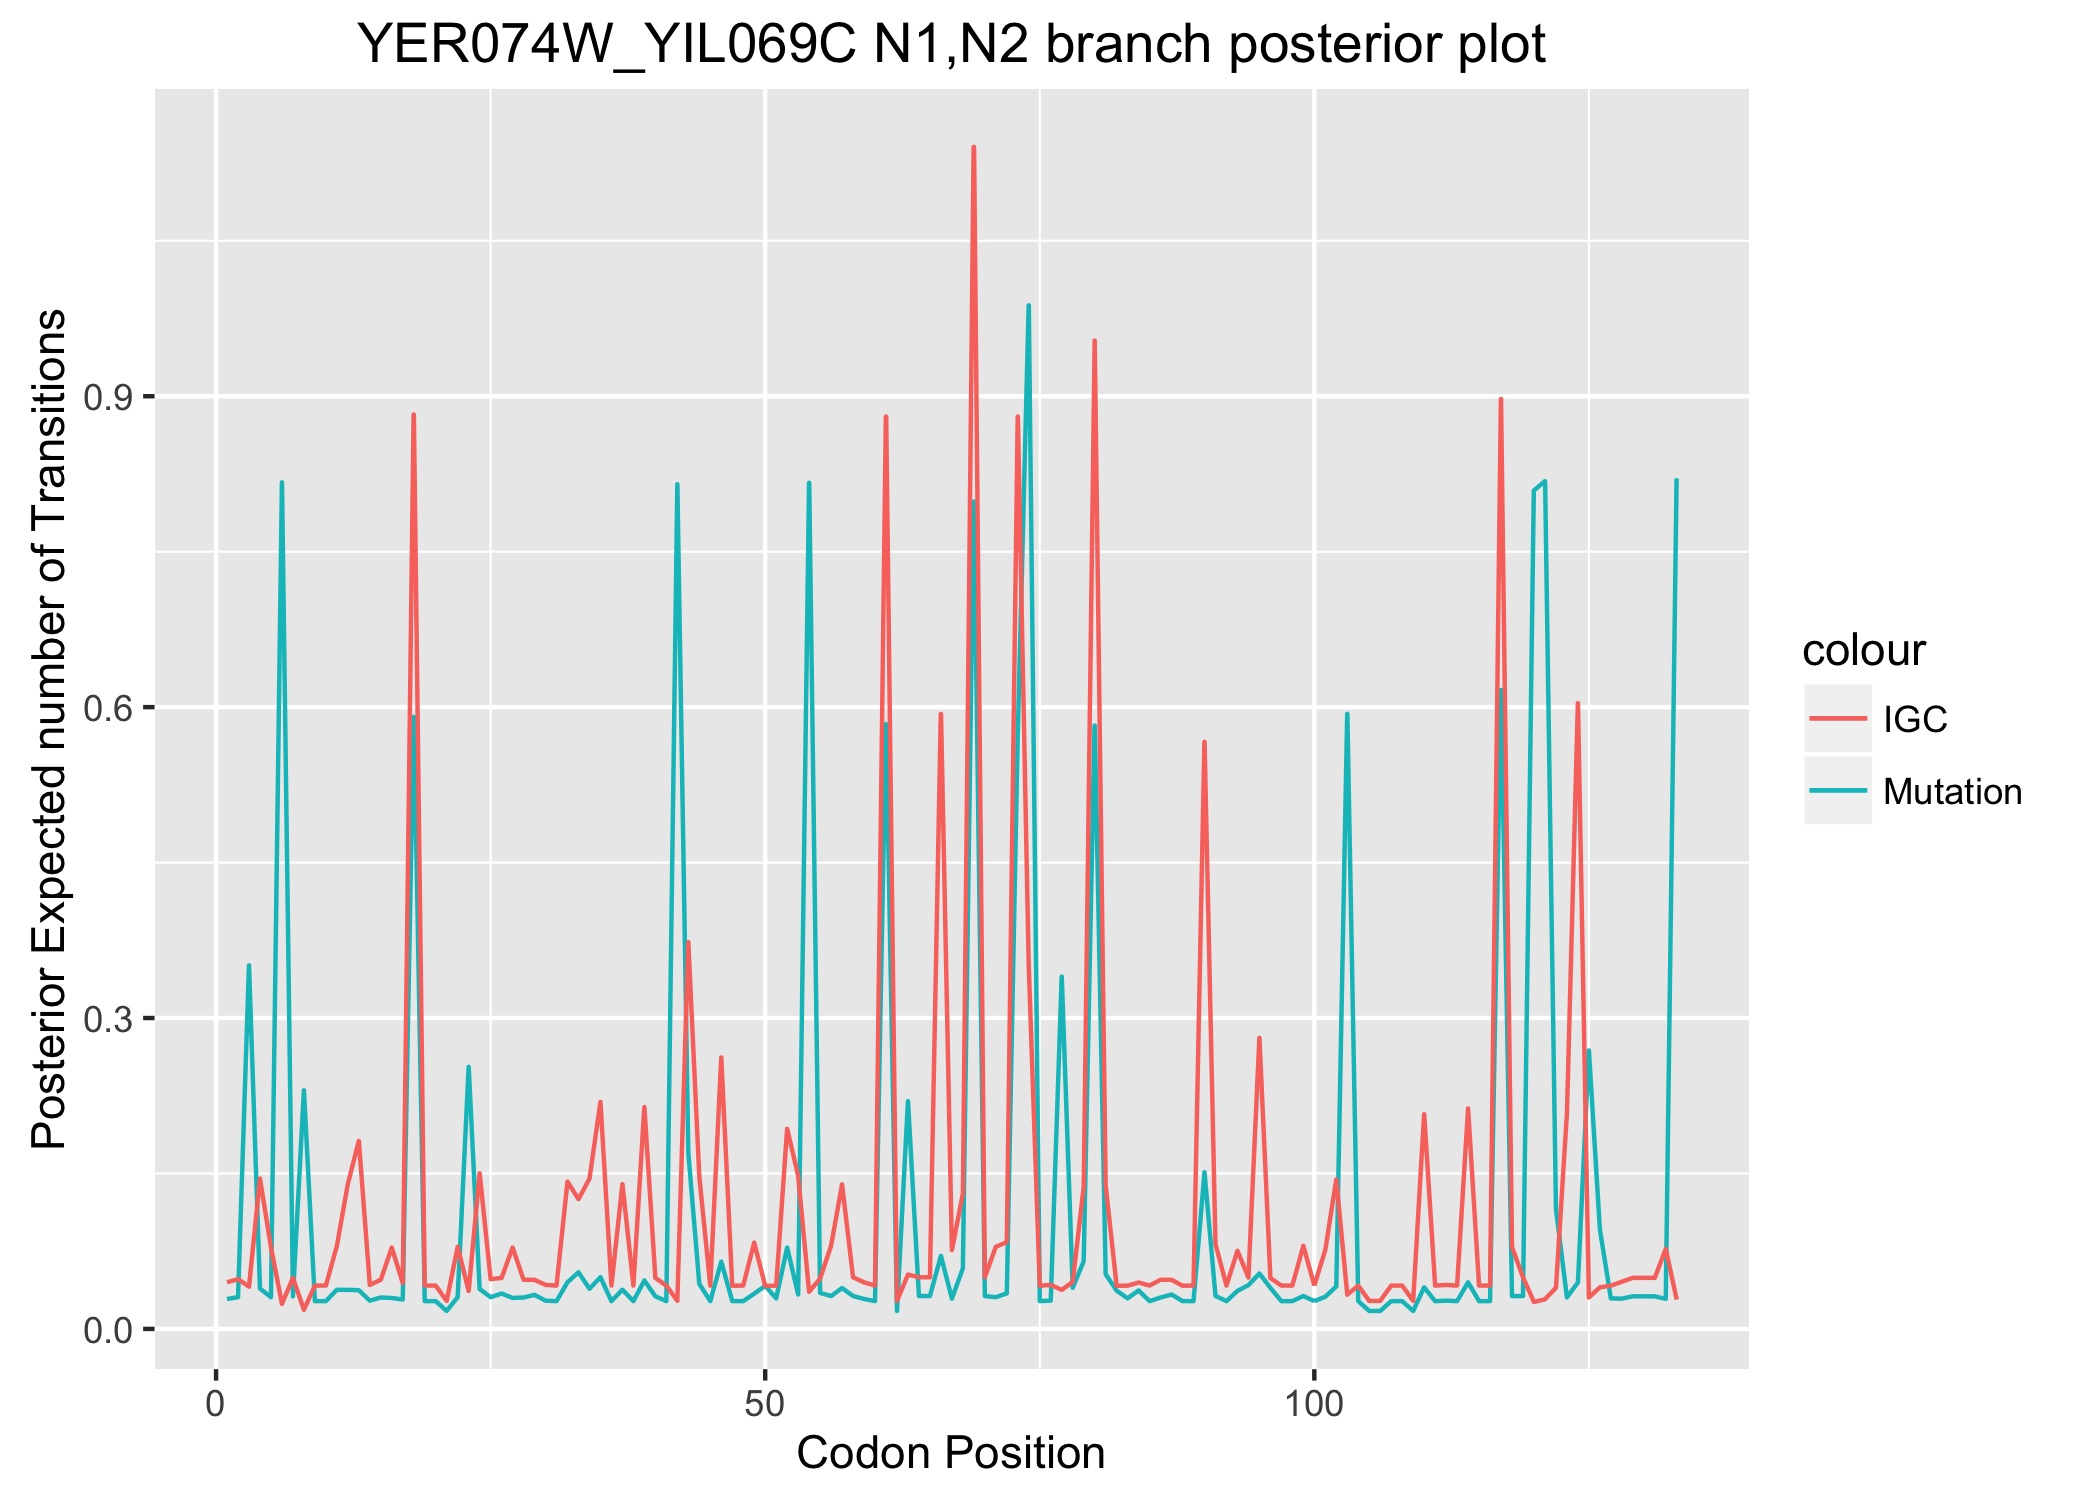 YER074W_YIL069C N1,N2 branch posterior plot
Posterior Expected number of Transitions
0.9
0.6
0.3
0.0
0
50
100
Codon Position
colour
IGC
Mutation